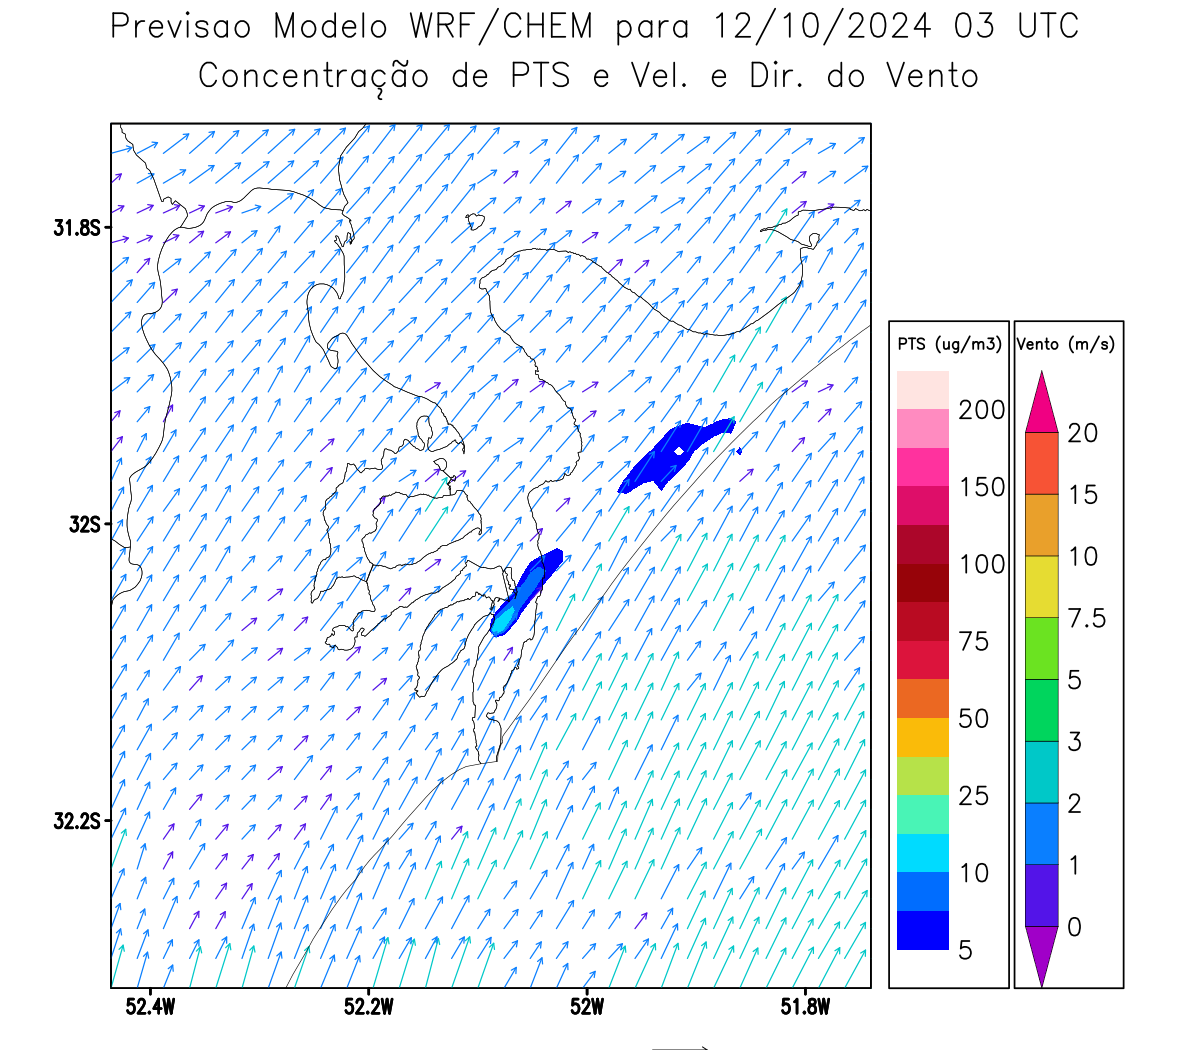 Previsao Modelo WRF/CHEM para 12/10/2024 03 UTC
Concentração de PTS e Vel. e Dir. do Vento
31.8S
32S
32.2S
52.4W
52.2W
52W
51.8W
PTS (ug/m3)
200
150
100
75
50
25
10
5
Vento (m/s)
20
15
10
7.5
5
3
2
1
0